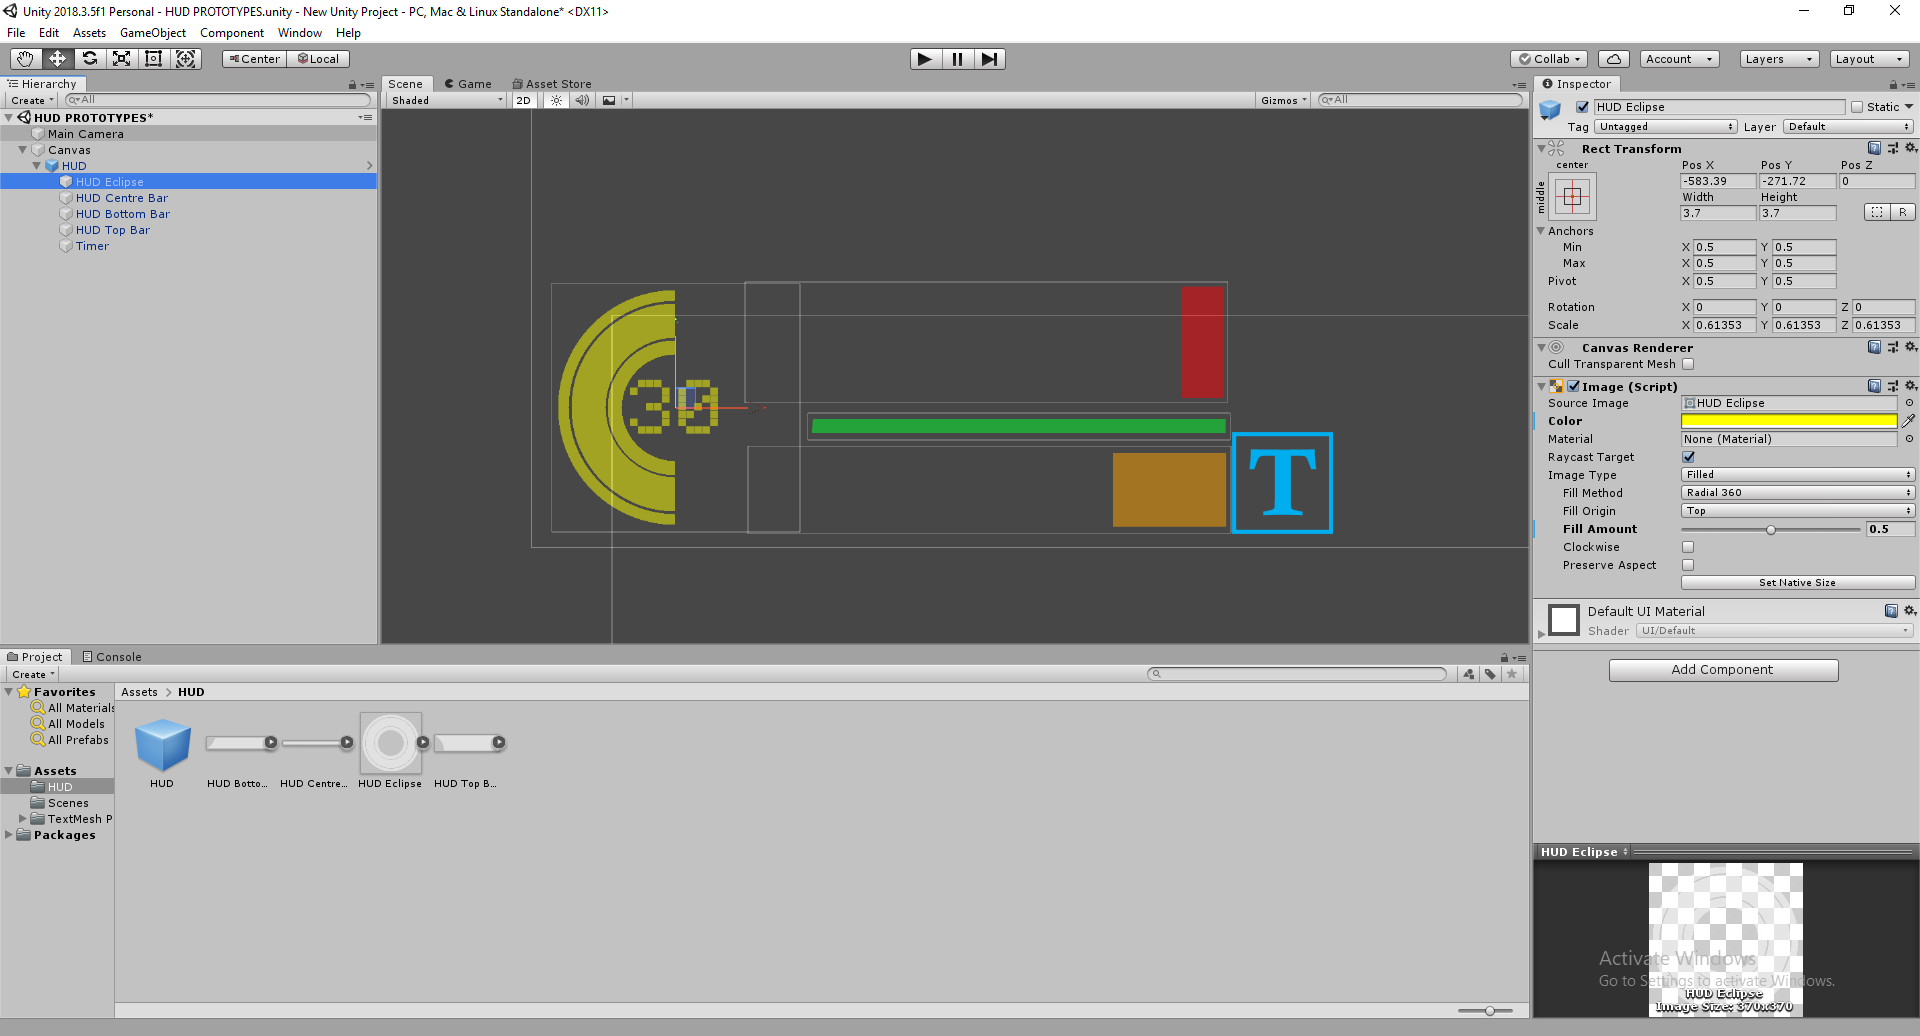 Unity 2018.3.5f1 Personal - HUD PROTOTYPES.unity - New Unity Project - PC, Mac & Linux Standalone* <DX11>
File Edit Assets GameObject Component Window Help
Center Local Collab Account Layers Layout
Hierarchy
Create All
HUD PROTOTYPES*
Main Camera
Canvas
HUD
HUD Eclipse
HUD Centre Bar
HUD Bottom Bar
HUD Top Bar
Timer
Scene Game Asset Store
Shaded 2D Gizmos All
30
T
Inspector
HUD Eclipse Static
Tag Untagged Layer Default
Rect Transform
center Pos X Pos Y Pos Z
middle -583.39 -271.72 0
Width Height
3.7 3.7 R
Anchors
Min X 0.5 Y 0.5
Max X 0.5 Y 0.5
Pivot X 0.5 Y 0.5
Rotation X 0 Y 0 Z 0
Scale X 0.61353 Y 0.61353 Z 0.61353
Canvas Renderer
Cull Transparent Mesh
Image (Script)
Source Image HUD Eclipse
Color
Material None (Material)
Raycast Target
Image Type Filled
Fill Method Radial 360
Fill Origin Top
Fill Amount 0.5
Clockwise
Preserve Aspect
Set Native Size
Default UI Material
Shader UI/Default
Add Component
Project Console
Create
Favorites
All Materials
All Models
All Prefabs
Assets
HUD
Scenes
TextMesh P
Packages
Assets > HUD
HUD HUD Botto... HUD Centre... HUD Eclipse HUD Top B...
HUD Eclipse
Activate Windows
Go to Settings to activate Windows.
HUD Eclipse
Image Size: 370x370